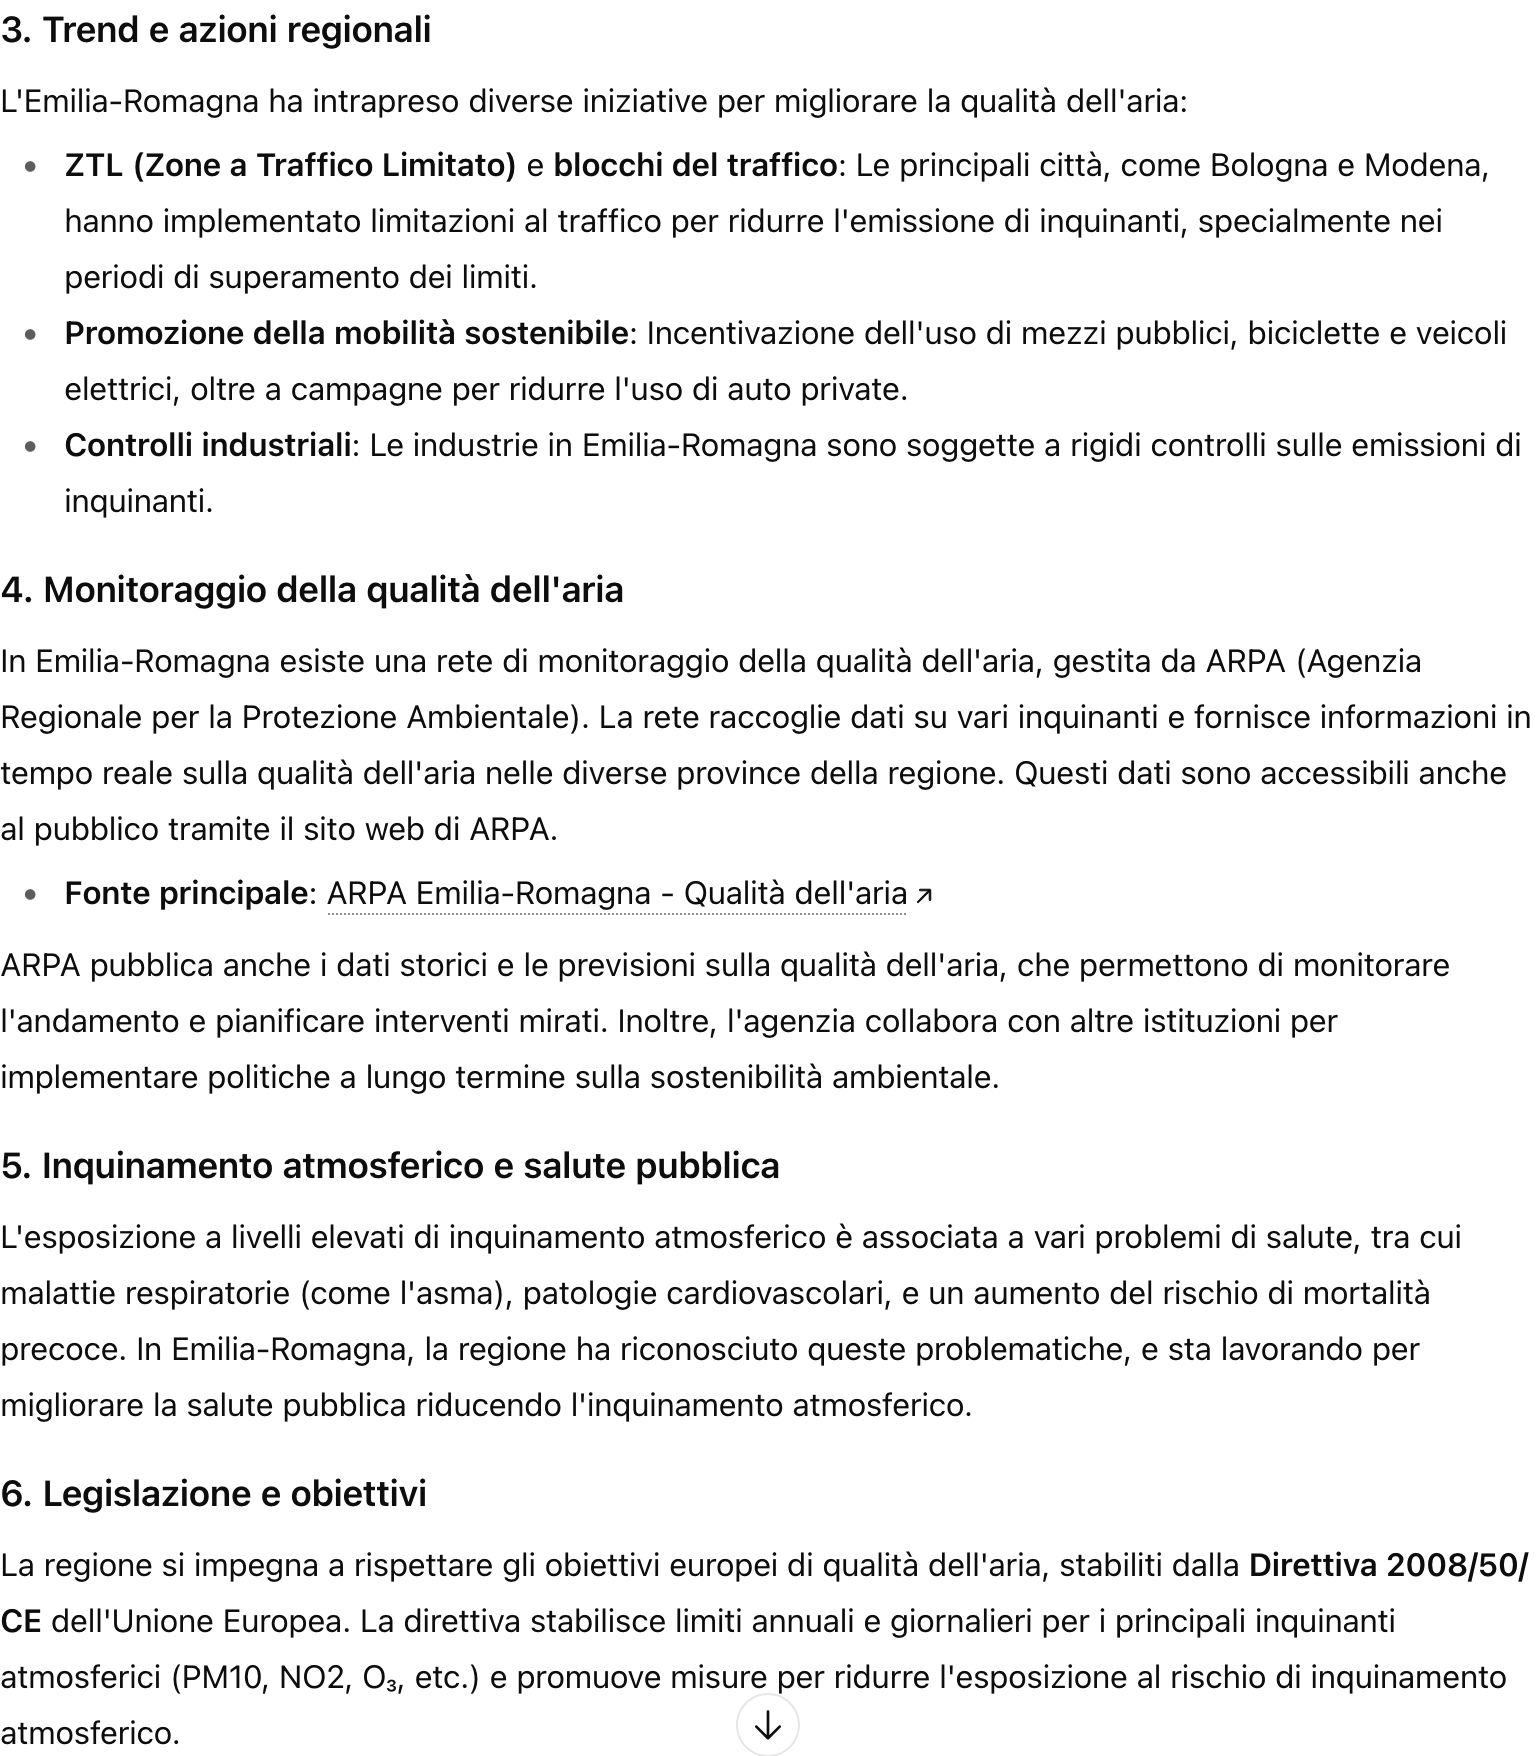 3. Trend e azioni regionali
L'Emilia-Romagna ha intrapreso diverse iniziative per migliorare la qualità dell'aria:
• ZTL (Zone a Traffico Limitato) e blocchi del traffico: Le principali città, come Bologna e Modena,
hanno implementato limitazioni al traffico per ridurre l'emissione di inquinanti, specialmente nei
periodi di superamento dei limiti.
• Promozione della mobilità sostenibile: Incentivazione dell'uso di mezzi pubblici, biciclette e veicoli
elettrici, oltre a campagne per ridurre l'uso di auto private.
• Controlli industriali: Le industrie in Emilia-Romagna sono soggette a rigidi controlli sulle emissioni di
inquinanti.
4. Monitoraggio della qualità dell'aria
In Emilia-Romagna esiste una rete di monitoraggio della qualità dell'aria, gestita da ARPA (Agenzia
Regionale per la Protezione Ambientale). La rete raccoglie dati su vari inquinanti e fornisce informazioni in
tempo reale sulla qualità dell'aria nelle diverse province della regione. Questi dati sono accessibili anche
al pubblico tramite il sito web di ARPA.
• Fonte principale: ARPA Emilia-Romagna - Qualità dell'aria ↗
ARPA pubblica anche i dati storici e le previsioni sulla qualità dell'aria, che permettono di monitorare
l'andamento e pianificare interventi mirati. Inoltre, l'agenzia collabora con altre istituzioni per
implementare politiche a lungo termine sulla sostenibilità ambientale.
5. Inquinamento atmosferico e salute pubblica
L'esposizione a livelli elevati di inquinamento atmosferico è associata a vari problemi di salute, tra cui
malattie respiratorie (come l'asma), patologie cardiovascolari, e un aumento del rischio di mortalità
precoce. In Emilia-Romagna, la regione ha riconosciuto queste problematiche, e sta lavorando per
migliorare la salute pubblica riducendo l'inquinamento atmosferico.
6. Legislazione e obiettivi
La regione si impegna a rispettare gli obiettivi europei di qualità dell'aria, stabiliti dalla Direttiva 2008/50/
CE dell'Unione Europea. La direttiva stabilisce limiti annuali e giornalieri per i principali inquinanti
atmosferici (PM10, NO2, O₃, etc.) e promuove misure per ridurre l'esposizione al rischio di inquinamento
atmosferico.